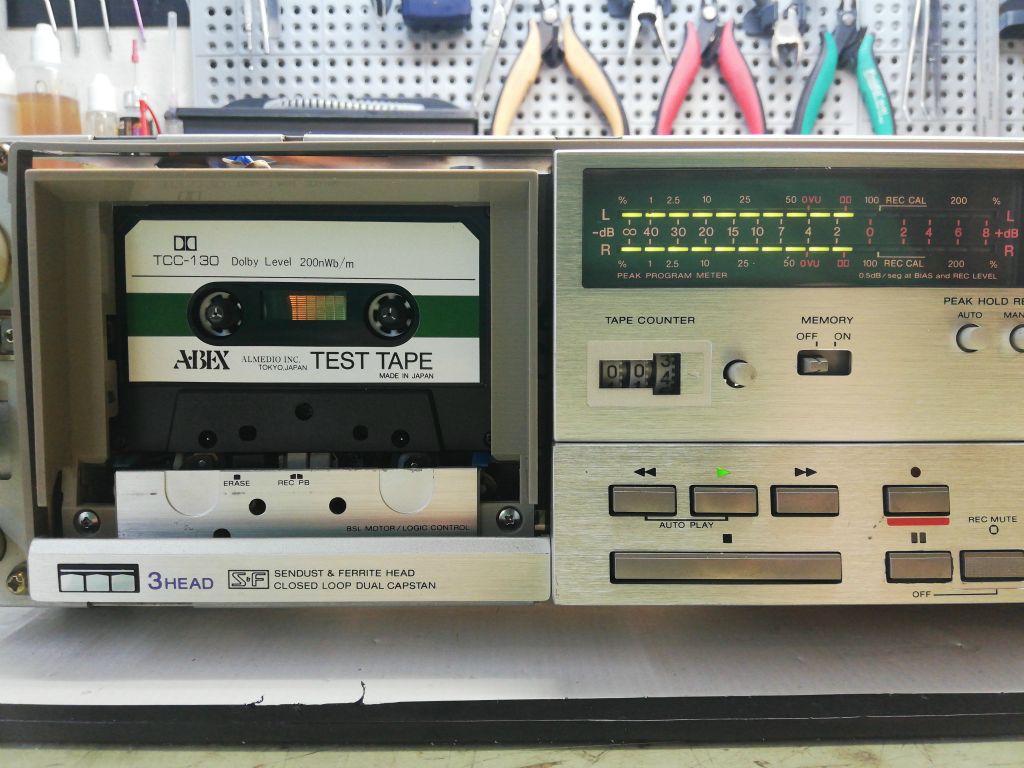 TCC-130 Dolby Level 200nWb/m
ABEX ALMEDIO INC.
TOKYO, JAPAN
TEST TAPE
MADE IN JAPAN
ERASE REC PB
BSL MOTOR/LOGIC CONTROL
3HEAD S&F SENDUST & FERRITE HEAD
CLOSED LOOP DUAL CAPSTAN
% 1 2.5 10 25 50 0VU 100 REC CAL 200 %
L L
-dB ∞ 40 30 20 10 7 4 2 0 2 4 6 8 +dB
R R
% 1 2.5 10 25 50 0VU 100 REC CAL 200 %
PEAK PROGRAM METER 0.5dB/seg at BIAS and REC LEVEL
TAPE COUNTER
0 0
MEMORY
OFF ON
PEAK HOLD RE
AUTO MAN
AUTO PLAY
REC MUTE
OFF